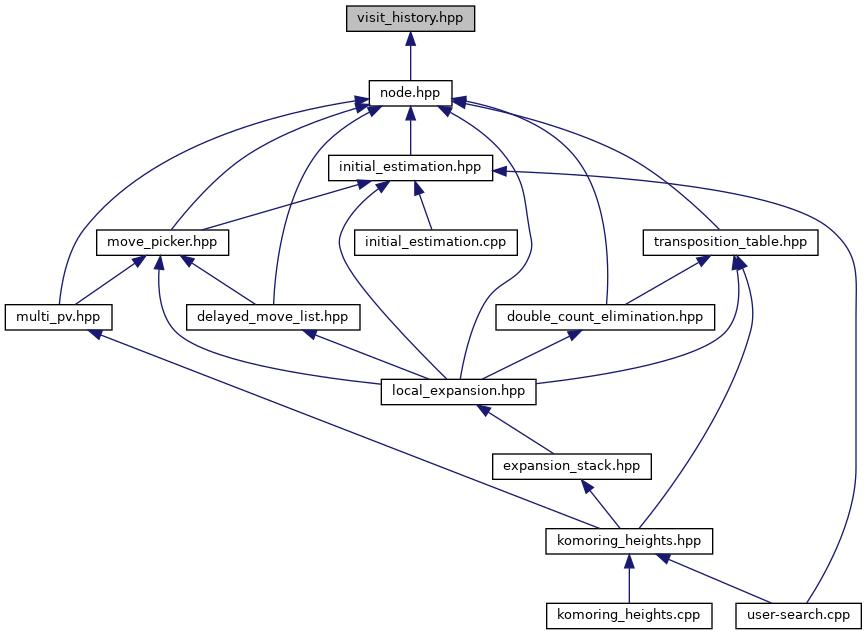 visit_history.hpp
node.hpp
initial_estimation.hpp
move_picker.hpp
initial_estimation.cpp
transposition_table.hpp
multi_pv.hpp
delayed_move_list.hpp
double_count_elimination.hpp
local_expansion.hpp
expansion_stack.hpp
komoring_heights.hpp
komoring_heights.cpp
user-search.cpp